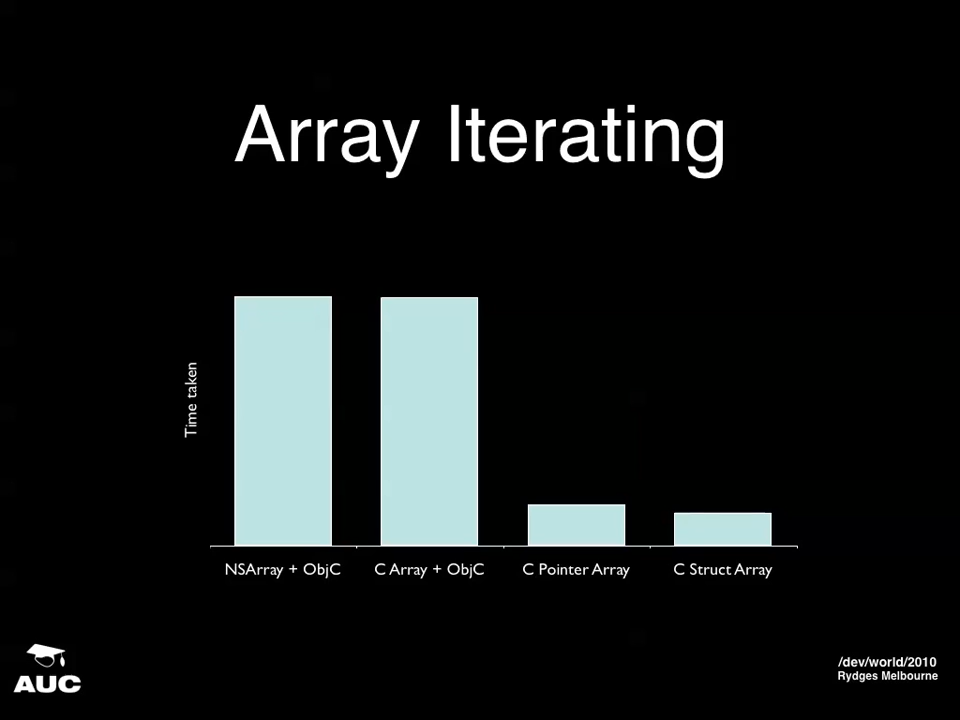 Array Iterating
Time taken
NSArray + ObjC
C Array + ObjC
C Pointer Array
C Struct Array
AUC
/dev/world/2010
Rydges Melbourne